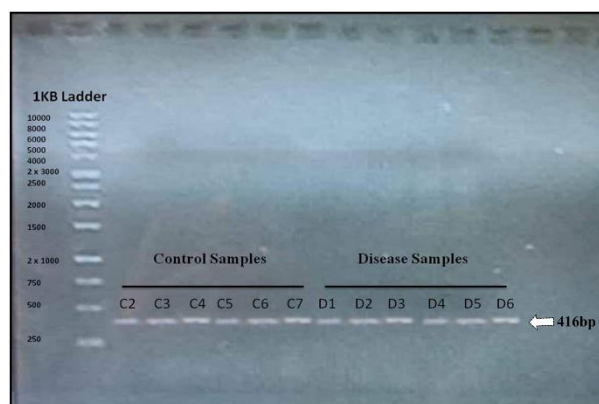 1KB Ladder
10000
8000
6000
5000
4000
2 x 3000
2500
2000
1500
2 x 1000
750
500
250
Control Samples
Disease Samples
C2 C3 C4 C5 C6 C7 D1 D2 D3 D4 D5 D6
416bp